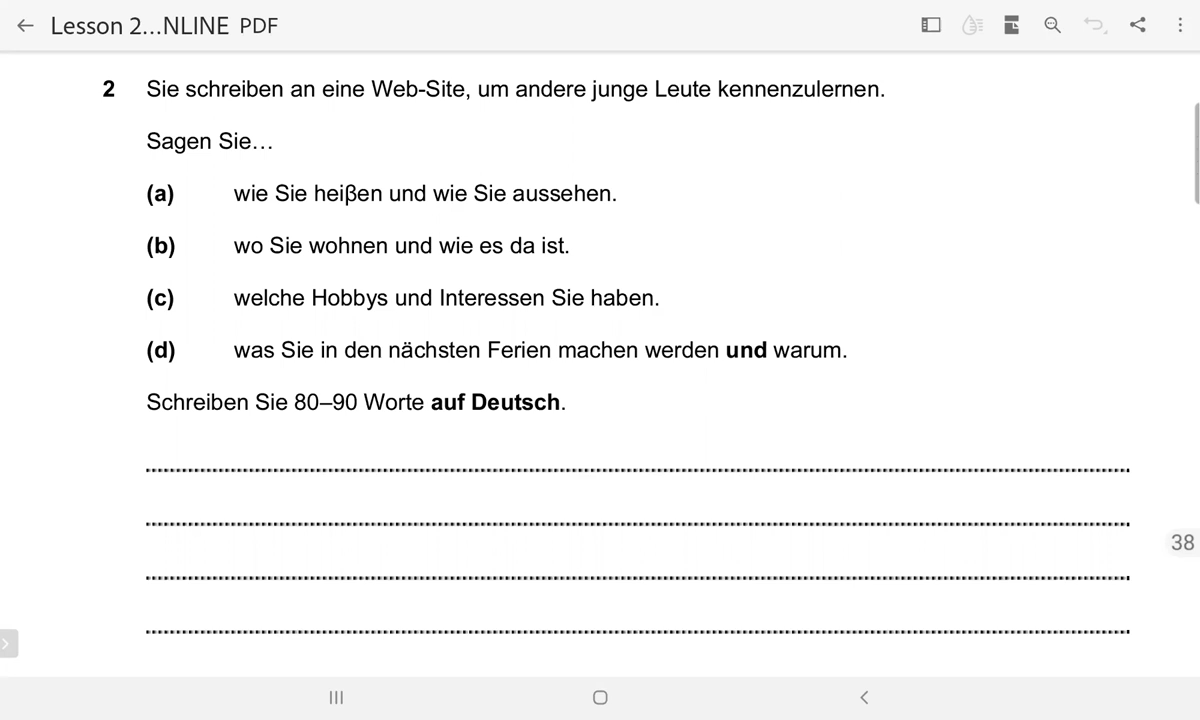 Lesson 2...NLINE PDF
2 Sie schreiben an eine Web-Site, um andere junge Leute kennenzulernen.
Sagen Sie…
(a) wie Sie heißen und wie Sie aussehen.
(b) wo Sie wohnen und wie es da ist.
(c) welche Hobbys und Interessen Sie haben.
(d) was Sie in den nächsten Ferien machen werden und warum.
Schreiben Sie 80–90 Worte auf Deutsch.
38